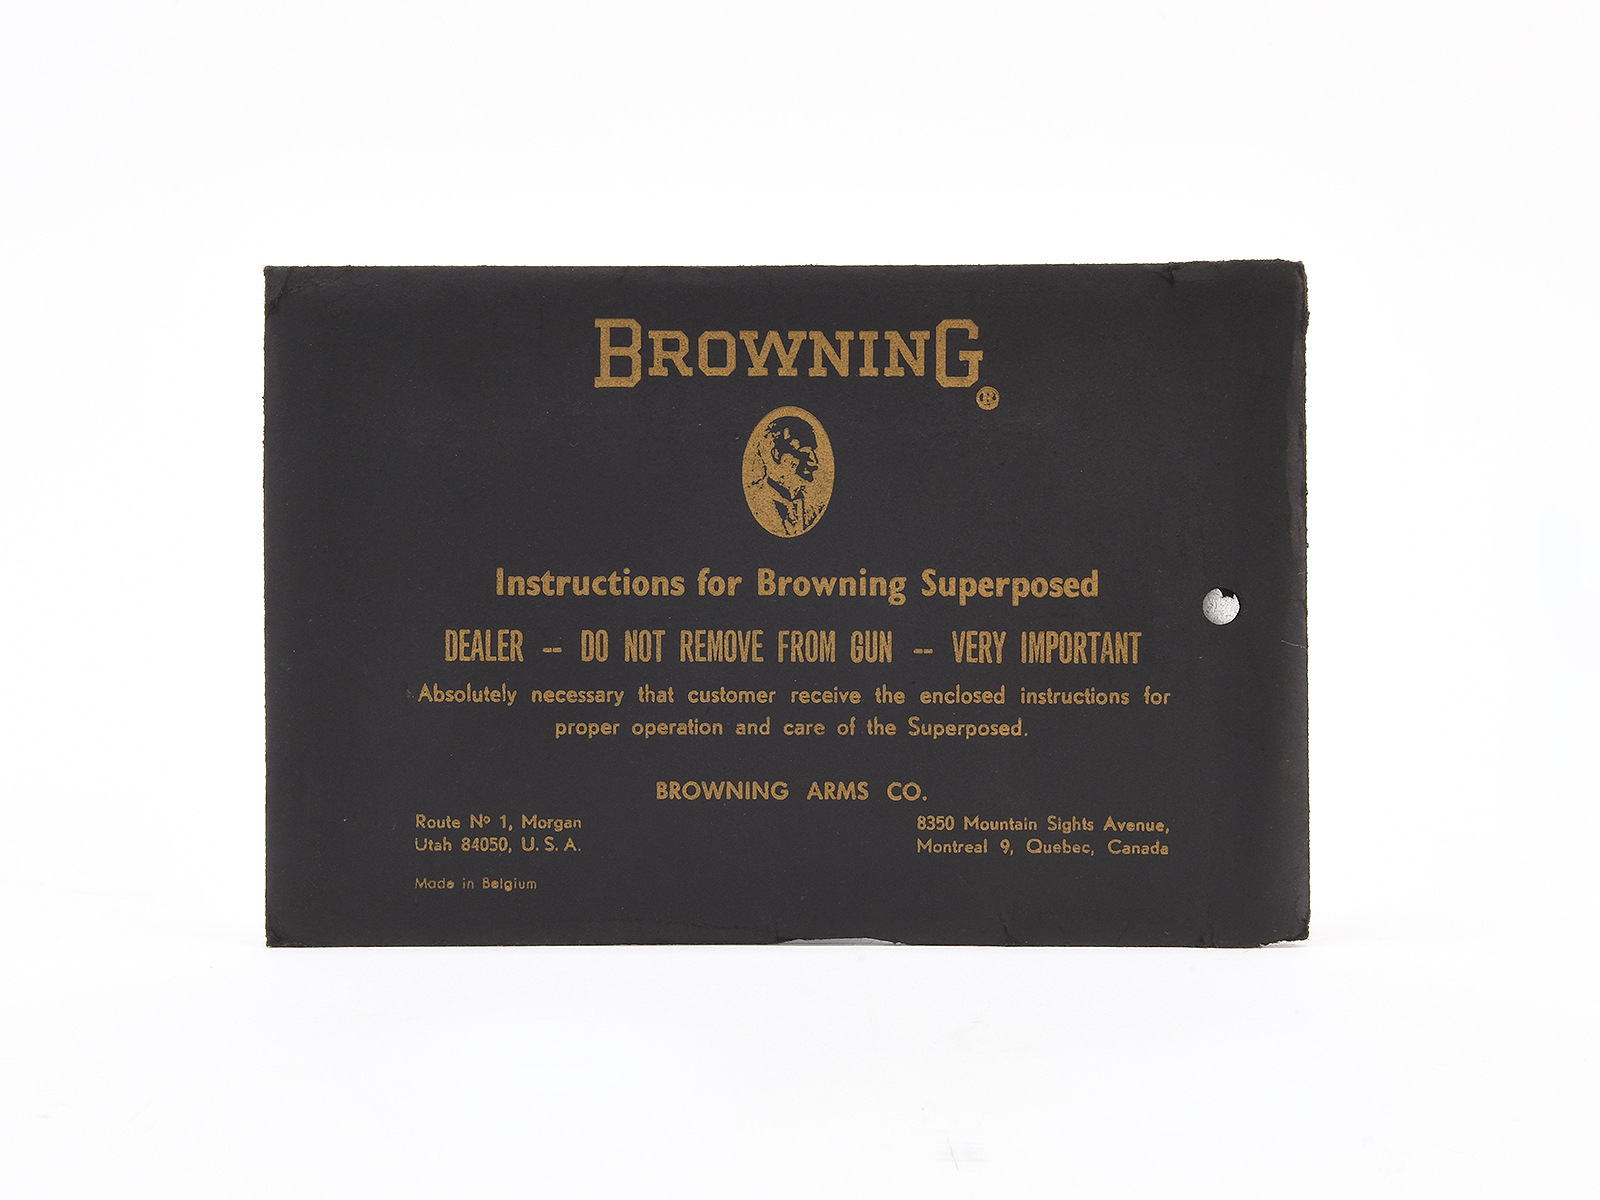 BROWNING
®
Instructions for Browning Superposed
DEALER -- DO NOT REMOVE FROM GUN -- VERY IMPORTANT
Absolutely necessary that customer receive the enclosed instructions for
proper operation and care of the Superposed.
BROWNING ARMS CO.
Route Nº 1, Morgan
Utah 84050, U. S. A.
8350 Mountain Sights Avenue,
Montreal 9, Quebec, Canada
Made in Belgium